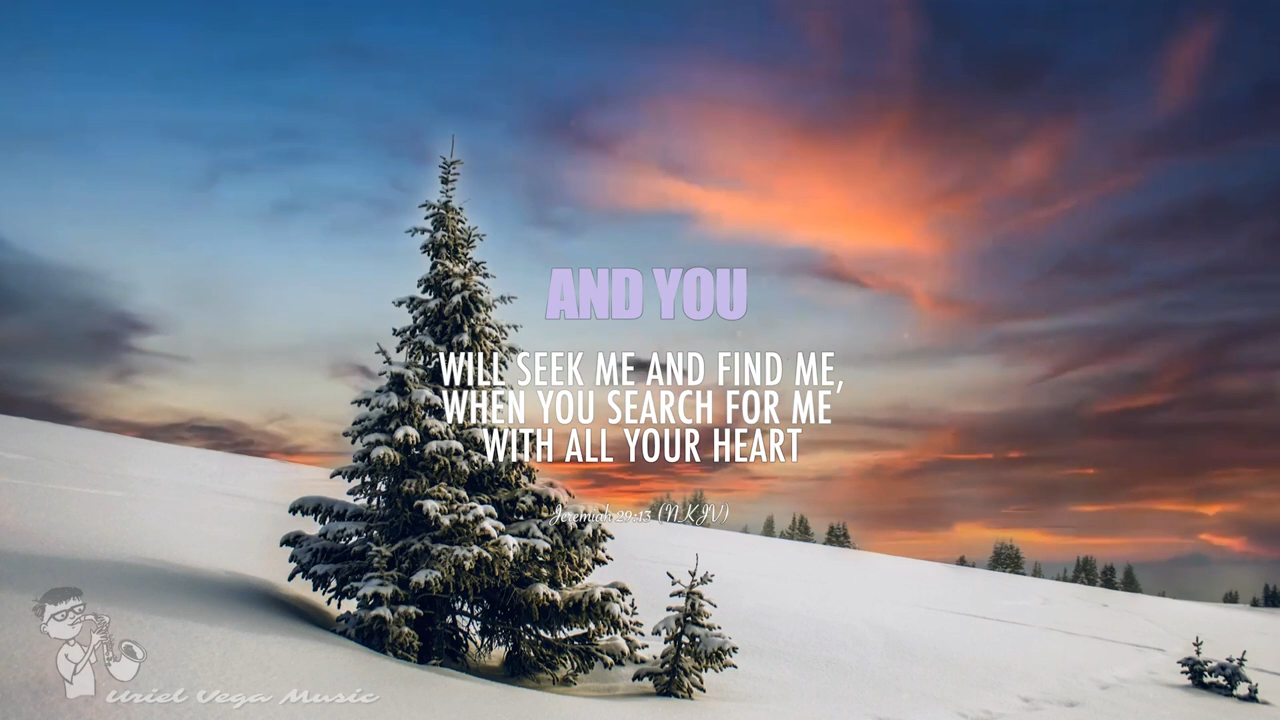 AND YOU
WILL SEEK ME AND FIND ME,
WHEN YOU SEARCH FOR ME
WITH ALL YOUR HEART
Jeremiah 29:13 (NKJV)
Uriel Vega Music